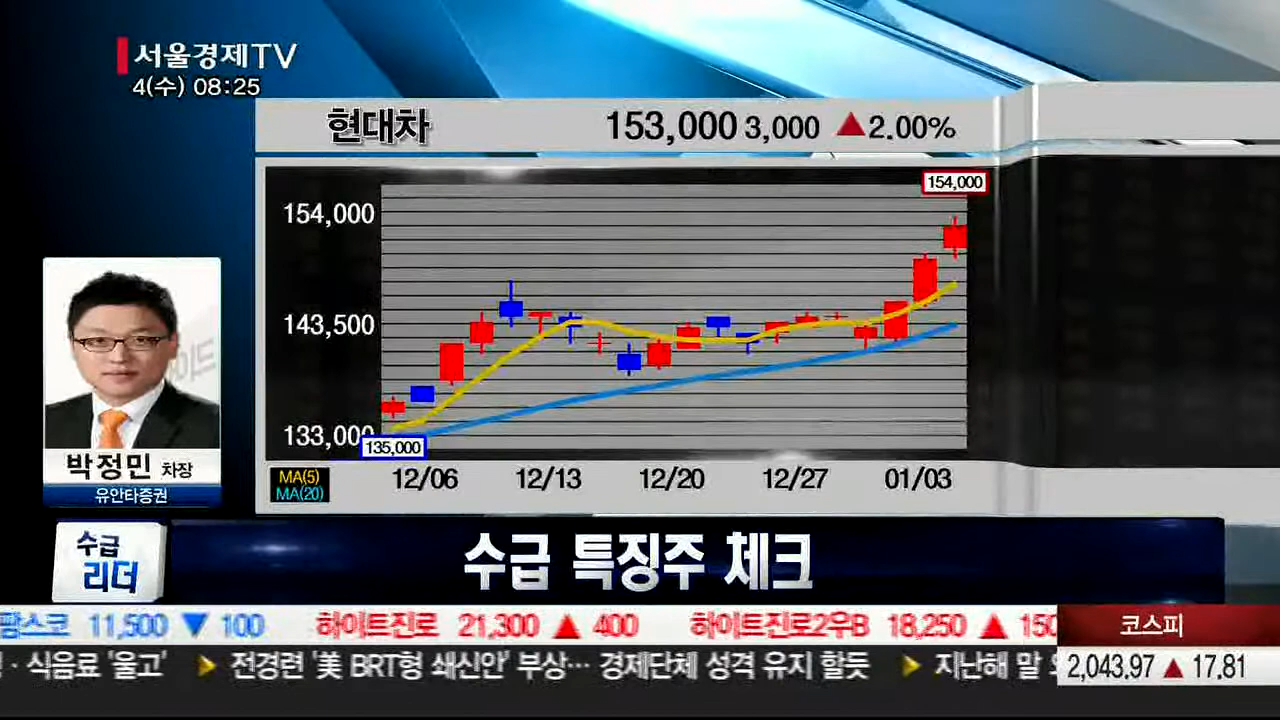 서울경제TV
4(수) 08:25
현대차 153,000 3,000 ▲2.00%
154,000
154,000
143,500
133,000
135,000
12/06 12/13 12/20 12/27 01/03
MA(5)
MA(20)
박정민 차장
유안타증권
수급
리더
수급 특징주 체크
팜스코 11,500 ▼ 100 하이트진로 21,300 ▲ 400 하이트진로2우B 18,250 ▲ 150
코스피
· 식음료 '울고' ▶ 전경련 '美 BRT형 쇄신안' 부상… 경제단체 성격 유지 할듯 ▶ 지난해 말
2,043.97 ▲ 17.81